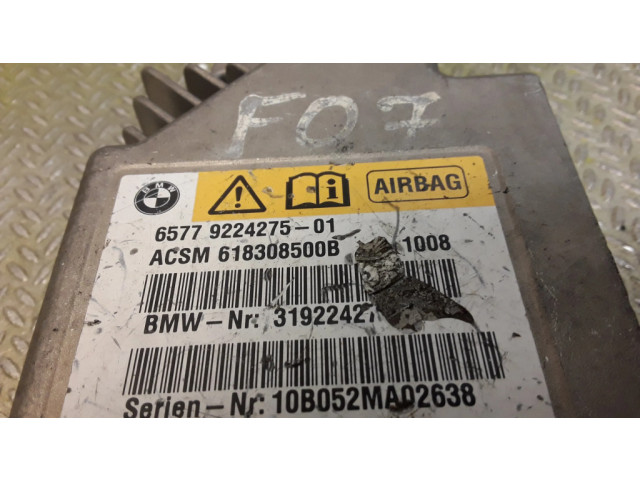 F07
BMW
AIRBAG
6577 9224275-01
ACSM 618308500B 1008
BMW-Nr: 3192242
Serien-Nr: 10B052MA02638